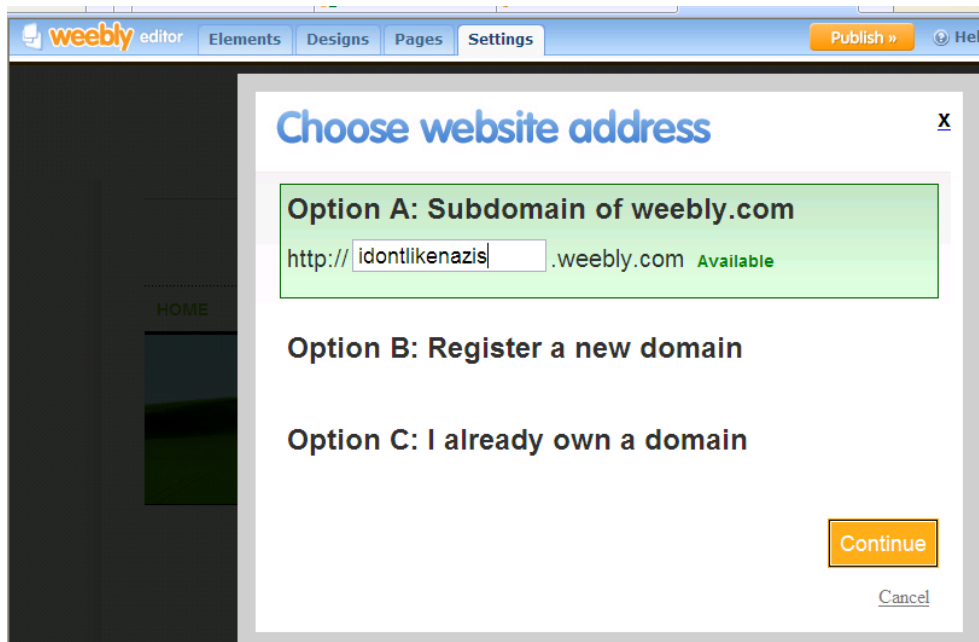 weebly editor Elements Designs Pages Settings Publish » Hel
Choose website address X
Option A: Subdomain of weebly.com
http:// idontlikenazis .weebly.com Available
HOME
Option B: Register a new domain
Option C: I already own a domain
Continue
Cancel